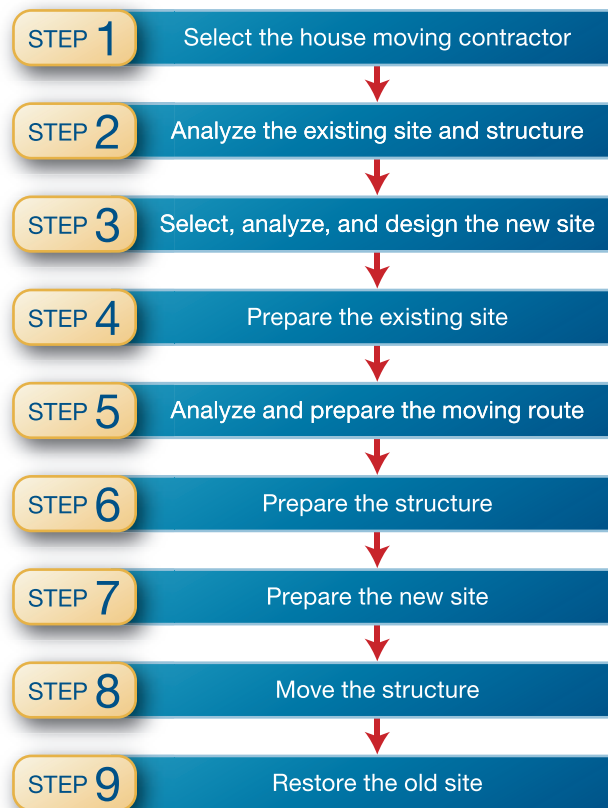 STEP 1 Select the house moving contractor
STEP 2 Analyze the existing site and structure
STEP 3 Select, analyze, and design the new site
STEP 4 Prepare the existing site
STEP 5 Analyze and prepare the moving route
STEP 6 Prepare the structure
STEP 7 Prepare the new site
STEP 8 Move the structure
STEP 9 Restore the old site